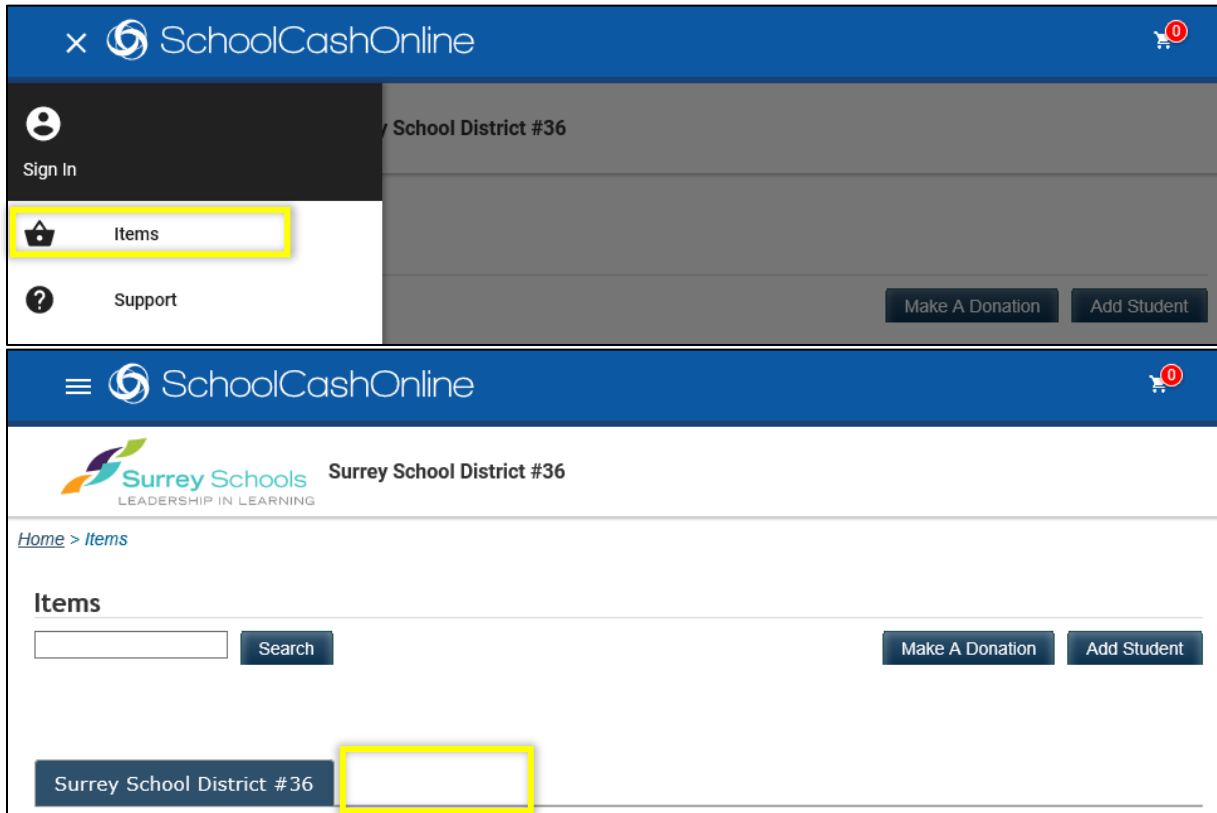 SchoolCashOnline
0
Sign In
y School District #36
Items
Support
Make A Donation
Add Student
SchoolCashOnline
0
Surrey Schools
LEADERSHIP IN LEARNING
Surrey School District #36
Home > Items
Items
Search
Make A Donation
Add Student
Surrey School District #36